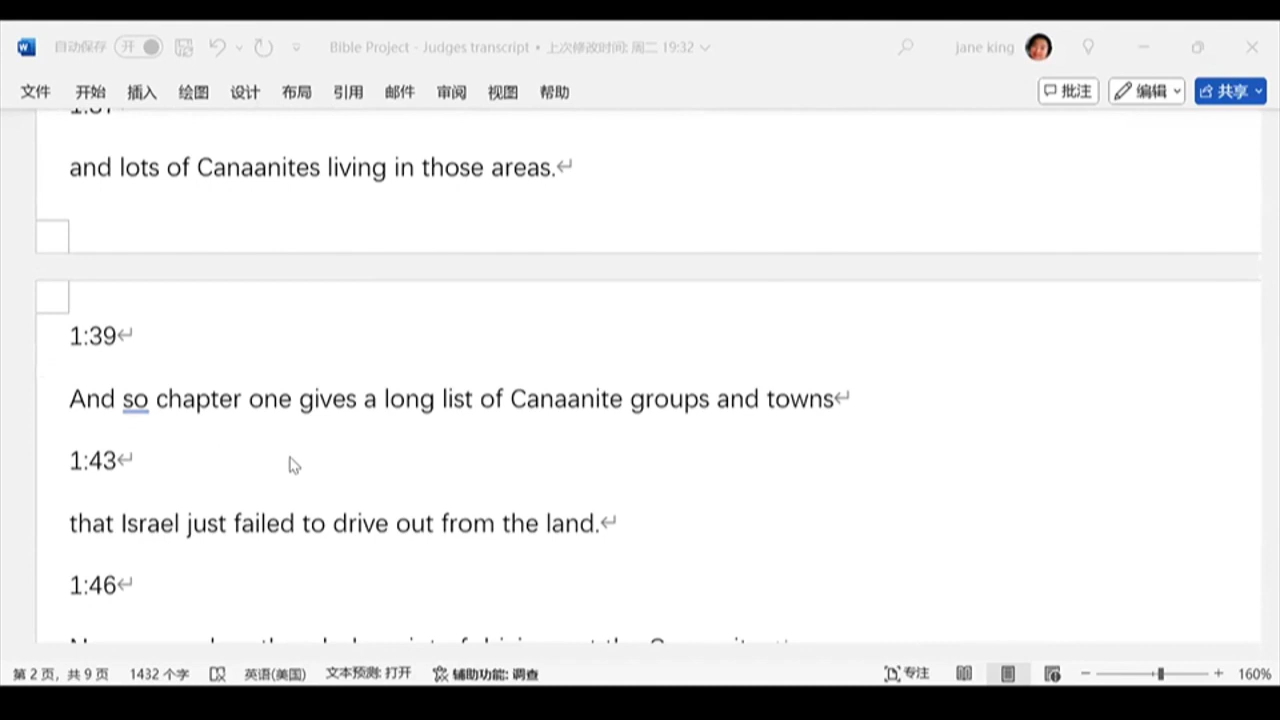 自动保存 开 Bible Project - Judges transcript • 上次修改时间: 周二 19:32 jane king
文件 开始 插入 绘图 设计 布局 引用 邮件 审阅 视图 帮助 批注 编辑 共享
and lots of Canaanites living in those areas.↵
1:39↵
And so chapter one gives a long list of Canaanite groups and towns↵
1:43↵
that Israel just failed to drive out from the land.↵
1:46↵
第 2 页, 共 9 页 1432 个字 英语(美国) 文本预测: 打开 辅助功能: 调查 专注 160%